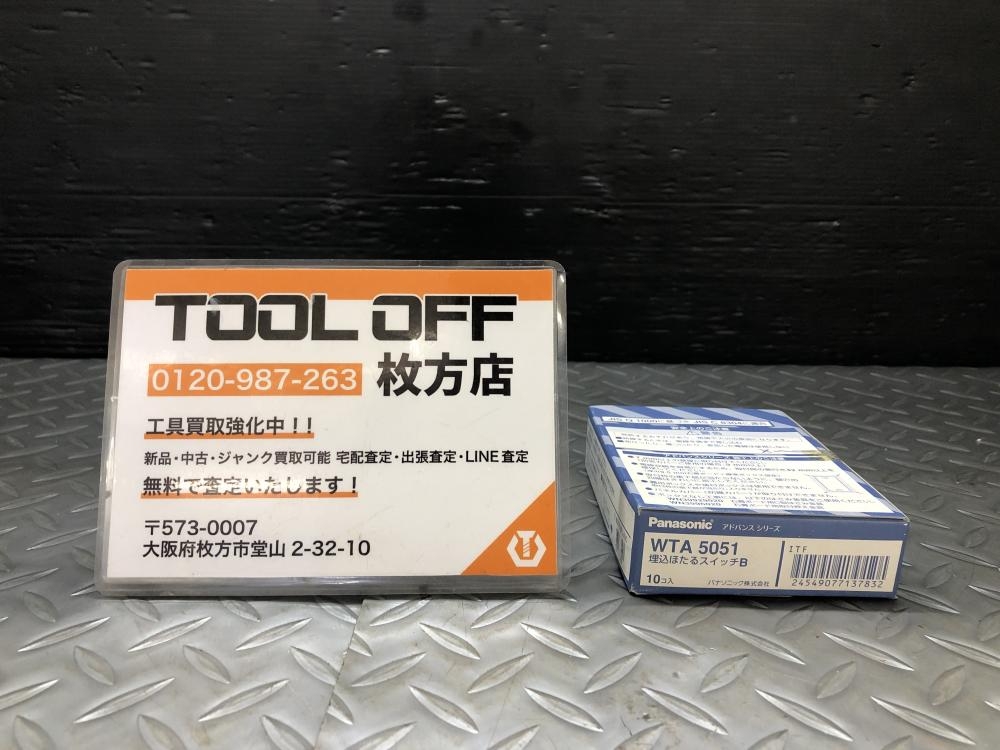 TOOL OFF
0120-987-263 枚方店
工具買取強化中!!
新品・中古・ジャンク買取可能 宅配査定・出張査定・LINE査定
無料で査定いたします!
〒573-0007
大阪府枚方市堂山 2-32-10
Panasonic アドバンス シリーズ
WTA 5051
埋込ほたるスイッチB
10コ入
パナソニック株式会社
ITF
24549077137832